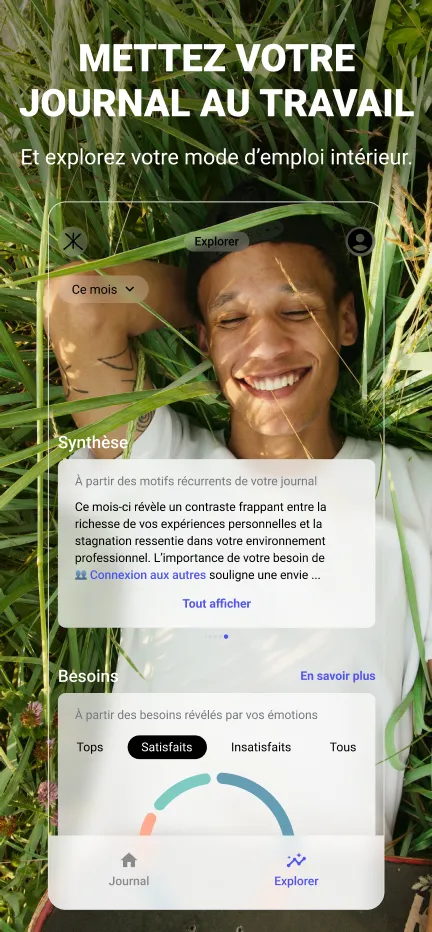 METTEZ VOTRE
JOURNAL AU TRAVAIL
Et explorez votre mode d’emploi intérieur.
Explorer
Ce mois
Synthèse
À partir des motifs récurrents de votre journal
Ce mois-ci révèle un contraste frappant entre la
richesse de vos expériences personnelles et la
stagnation ressentie dans votre environnement
professionnel. L’importance de votre besoin de
👥 Connexion aux autres souligne une envie ...
Tout afficher
Besoins
En savoir plus
À partir des besoins révélés par vos émotions
Tops Satisfaits Insatisfaits Tous
Journal Explorer